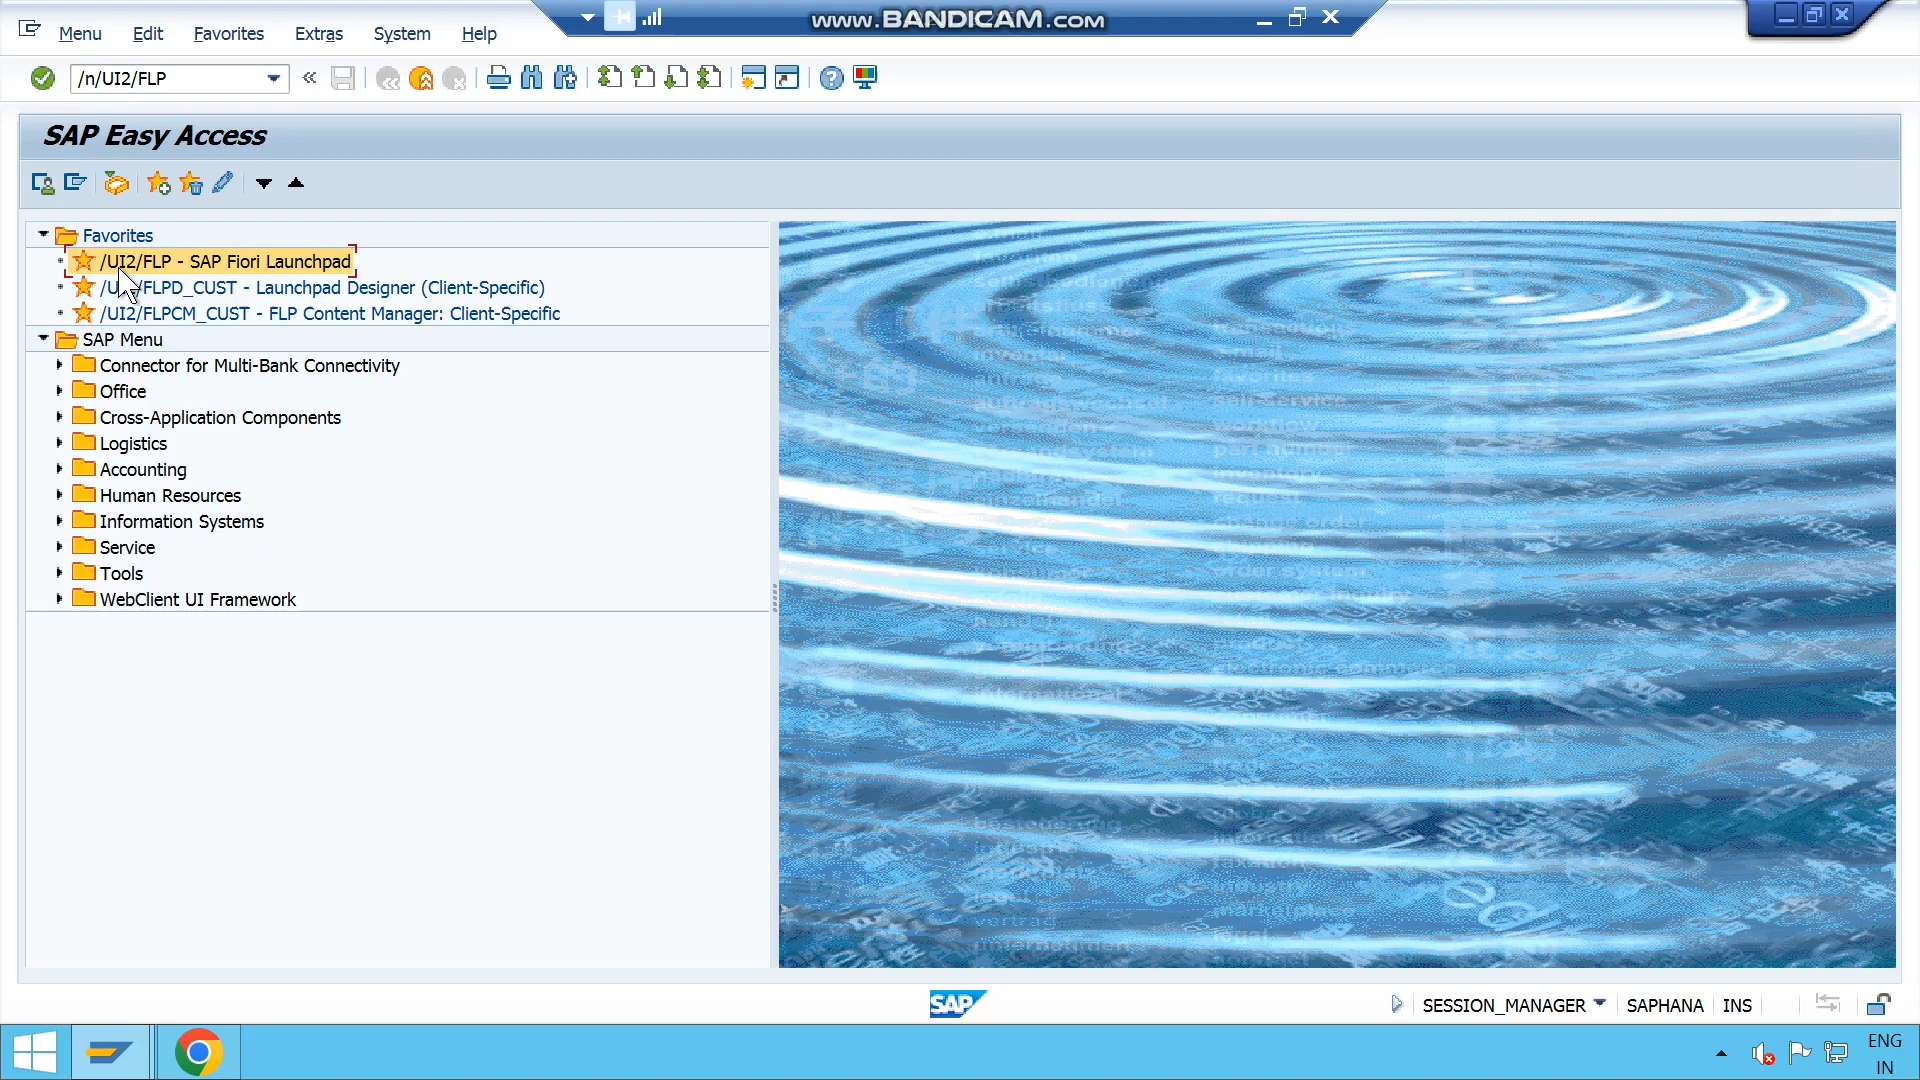 www.BANDICAM.com
Menu Edit Favorites Extras System Help
/n/UI2/FLP
SAP Easy Access
Favorites
/UI2/FLP - SAP Fiori Launchpad
/FLPD_CUST - Launchpad Designer (Client-Specific)
/UI2/FLPCM_CUST - FLP Content Manager: Client-Specific
SAP Menu
Connector for Multi-Bank Connectivity
Office
Cross-Application Components
Logistics
Accounting
Human Resources
Information Systems
Service
Tools
WebClient UI Framework
SAP
SESSION_MANAGER SAPHANA INS
ENG
IN